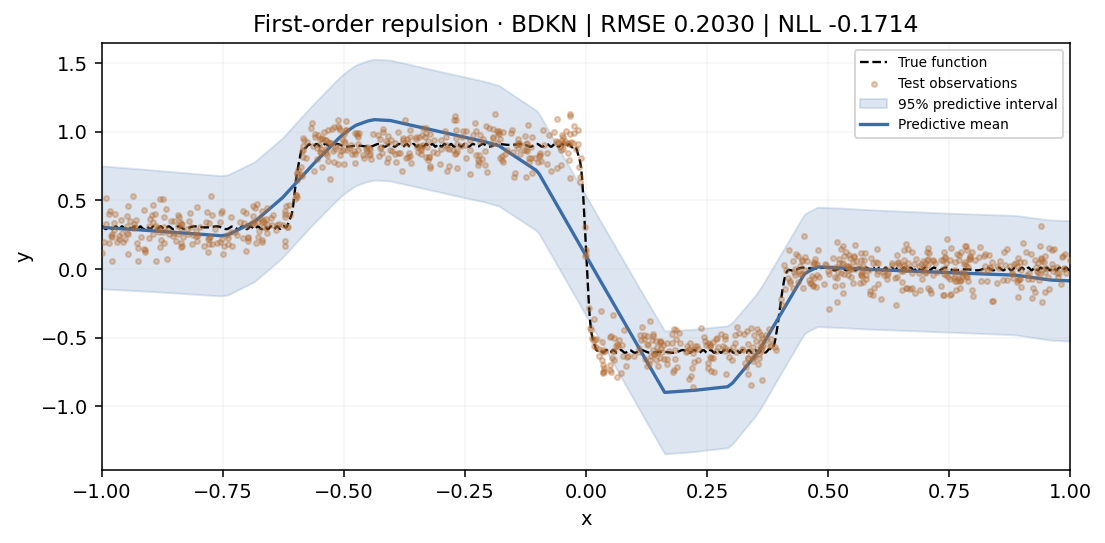 First-order repulsion · BDKN | RMSE 0.2030 | NLL -0.1714
True function
Test observations
95% predictive interval
Predictive mean
y
1.5
1.0
0.5
0.0
−0.5
−1.0
−1.00 −0.75 −0.50 −0.25 0.00 0.25 0.50 0.75 1.00
x